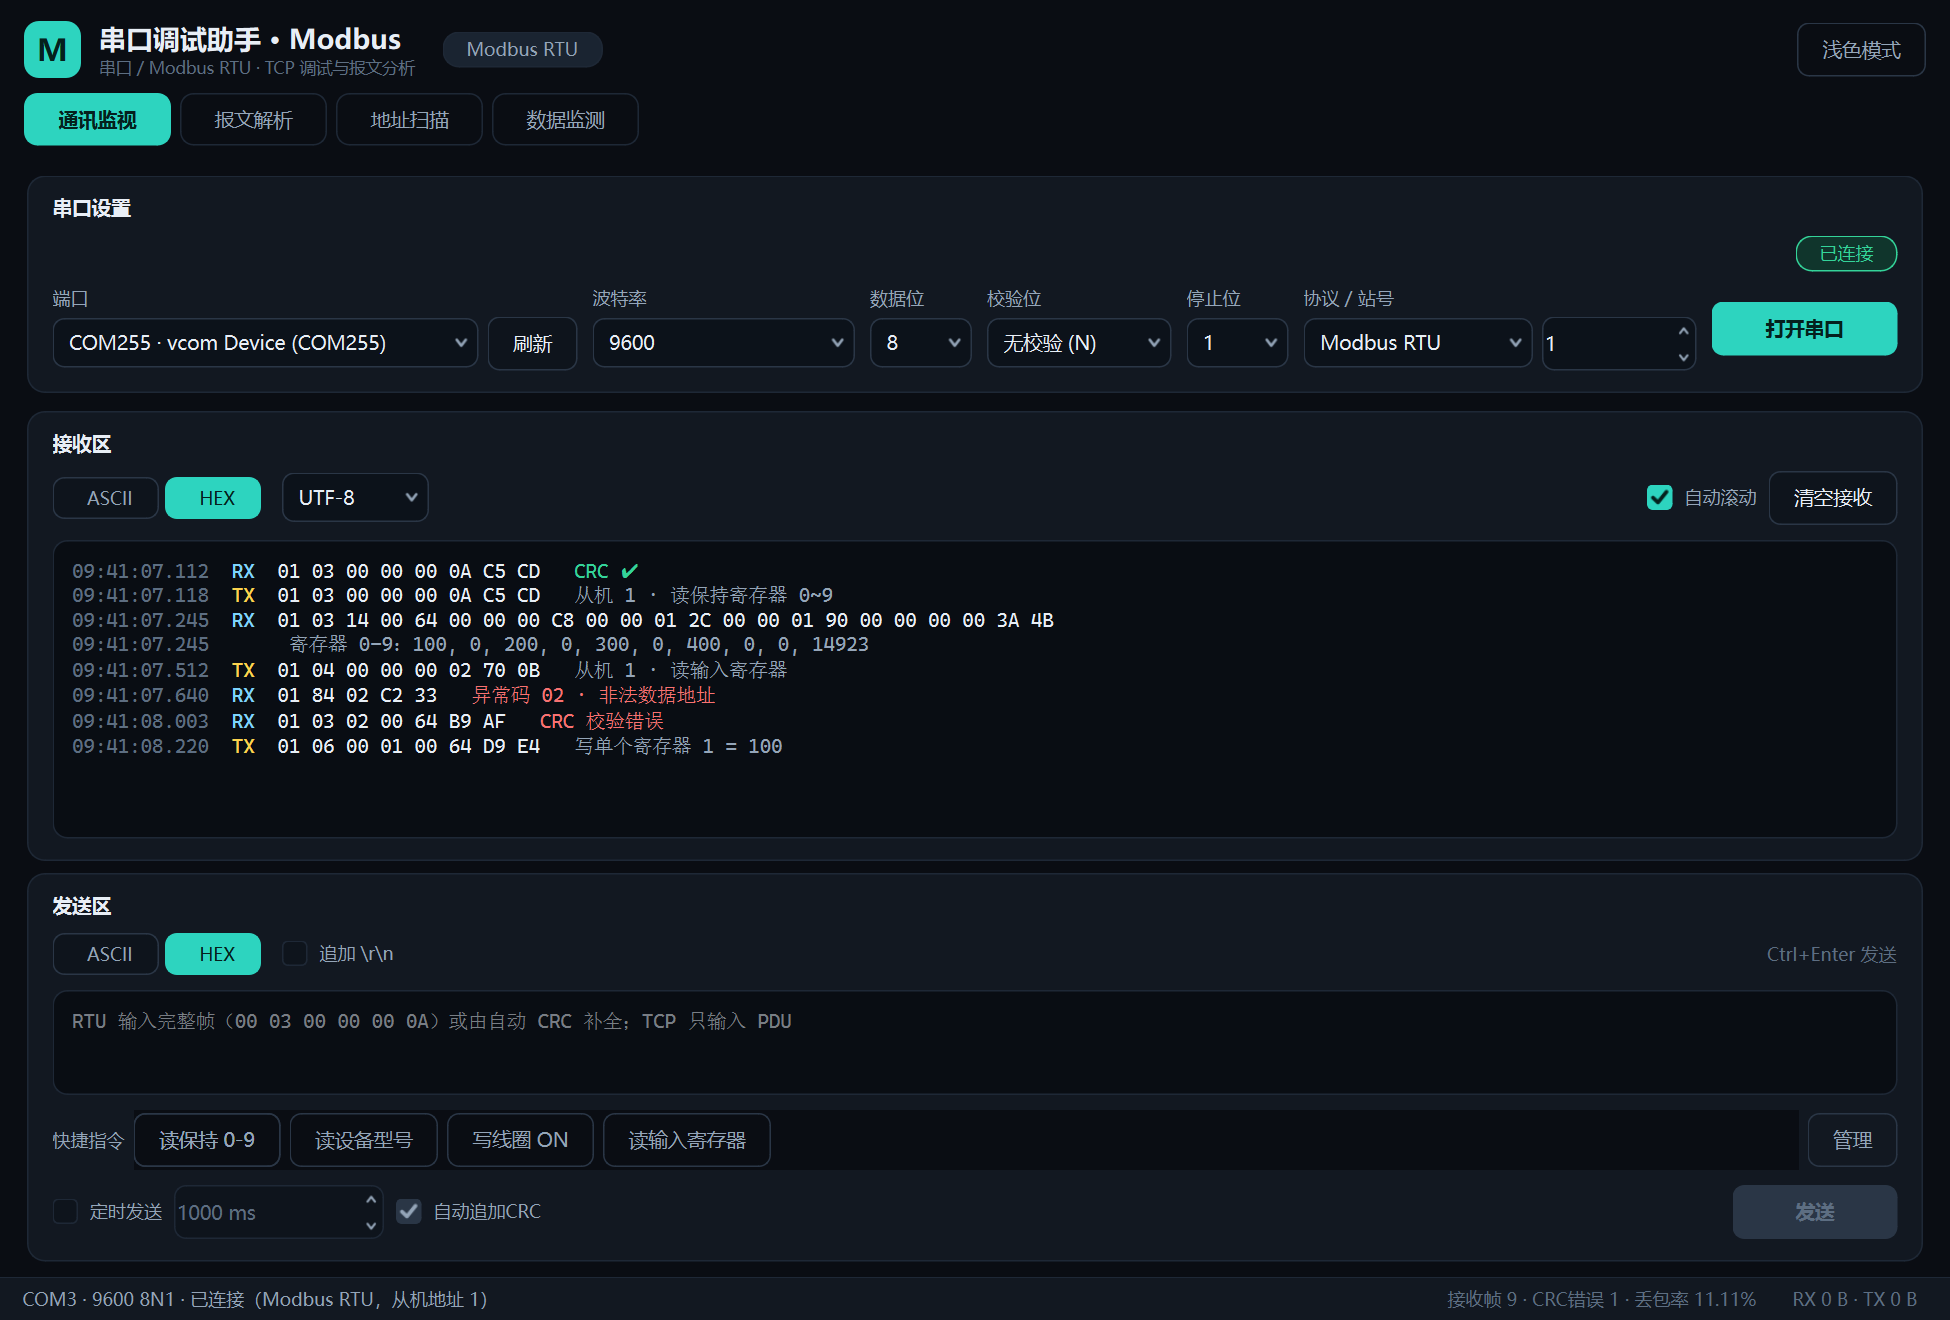 M
串口调试助手 • Modbus
串口 / Modbus RTU · TCP 调试与报文分析
Modbus RTU
浅色模式
通讯监视
报文解析
地址扫描
数据监测
串口设置
已连接
端口
波特率
数据位
校验位
停止位
协议 / 站号
COM255 · vcom Device (COM255)
刷新
9600
8
无校验 (N)
1
Modbus RTU
1
打开串口
接收区
ASCII
HEX
UTF-8
自动滚动
清空接收
09:41:07.112 RX 01 03 00 00 00 0A C5 CD CRC ✔
09:41:07.118 TX 01 03 00 00 00 0A C5 CD 从机 1 · 读保持寄存器 0~9
09:41:07.245 RX 01 03 14 00 64 00 00 00 C8 00 00 01 2C 00 00 01 90 00 00 00 00 3A 4B
09:41:07.245 寄存器 0-9: 100, 0, 200, 0, 300, 0, 400, 0, 0, 14923
09:41:07.512 TX 01 04 00 00 00 02 70 0B 从机 1 · 读输入寄存器
09:41:07.640 RX 01 84 02 C2 33 异常码 02 · 非法数据地址
09:41:08.003 RX 01 03 02 00 64 B9 AF CRC 校验错误
09:41:08.220 TX 01 06 00 01 00 64 D9 E4 写单个寄存器 1 = 100
发送区
ASCII
HEX
追加 \r\n
Ctrl+Enter 发送
RTU 输入完整帧（00 03 00 00 00 0A）或由自动 CRC 补全；TCP 只输入 PDU
快捷指令
读保持 0-9
读设备型号
写线圈 ON
读输入寄存器
管理
定时发送
1000 ms
自动追加CRC
发送
COM3 · 9600 8N1 · 已连接（Modbus RTU，从机地址 1）
接收帧 9 · CRC错误 1 · 丢包率 11.11%
RX 0 B · TX 0 B